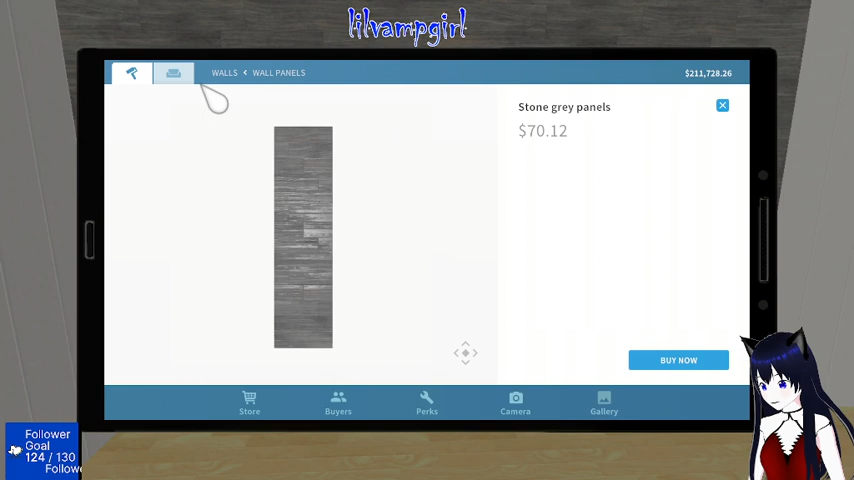 lilvampgirl
WALLS < WALL PANELS
$211,728.26
Stone grey panels
$70.12
BUY NOW
Store
Buyers
Perks
Camera
Gallery
Follower
Goal
124 / 130
Followe